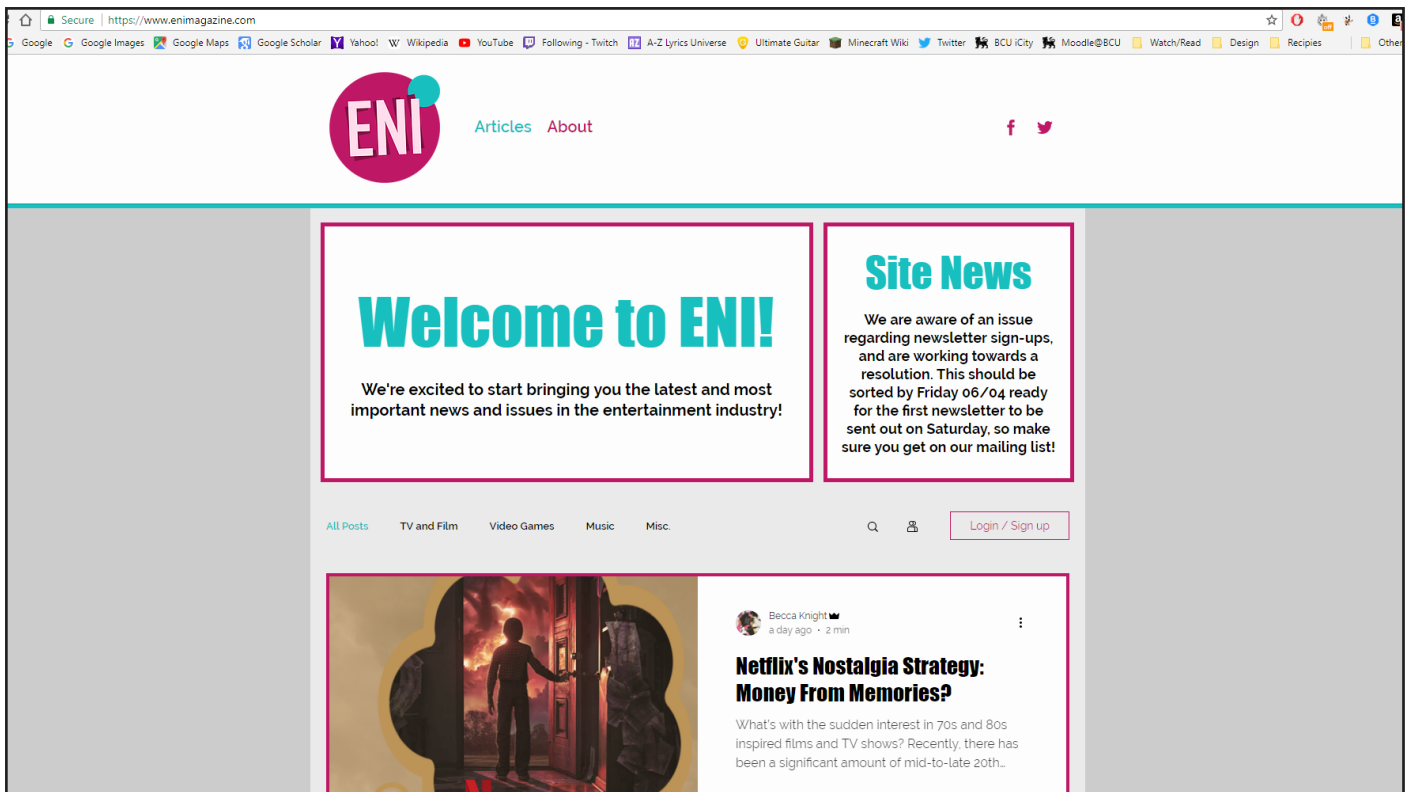 Secure | https://www.enimagazine.com
Google Google Images Google Maps Google Scholar Yahoo! Wikipedia YouTube Following - Twitch A-Z Lyrics Universe Ultimate Guitar Minecraft Wiki Twitter BCU iCity Moodle@BCU Watch/Read Design Recipies Other
ENI
Articles About
Welcome to ENI!
We're excited to start bringing you the latest and most
important news and issues in the entertainment industry!
Site News
We are aware of an issue
regarding newsletter sign-ups,
and are working towards a
resolution. This should be
sorted by Friday 06/04 ready
for the first newsletter to be
sent out on Saturday, so make
sure you get on our mailing list!
All Posts TV and Film Video Games Music Misc. Login / Sign up
Becca Knight
a day ago • 2 min
Netflix's Nostalgia Strategy:
Money From Memories?
What's with the sudden interest in 70s and 80s
inspired films and TV shows? Recently, there has
been a significant amount of mid-to-late 20th...